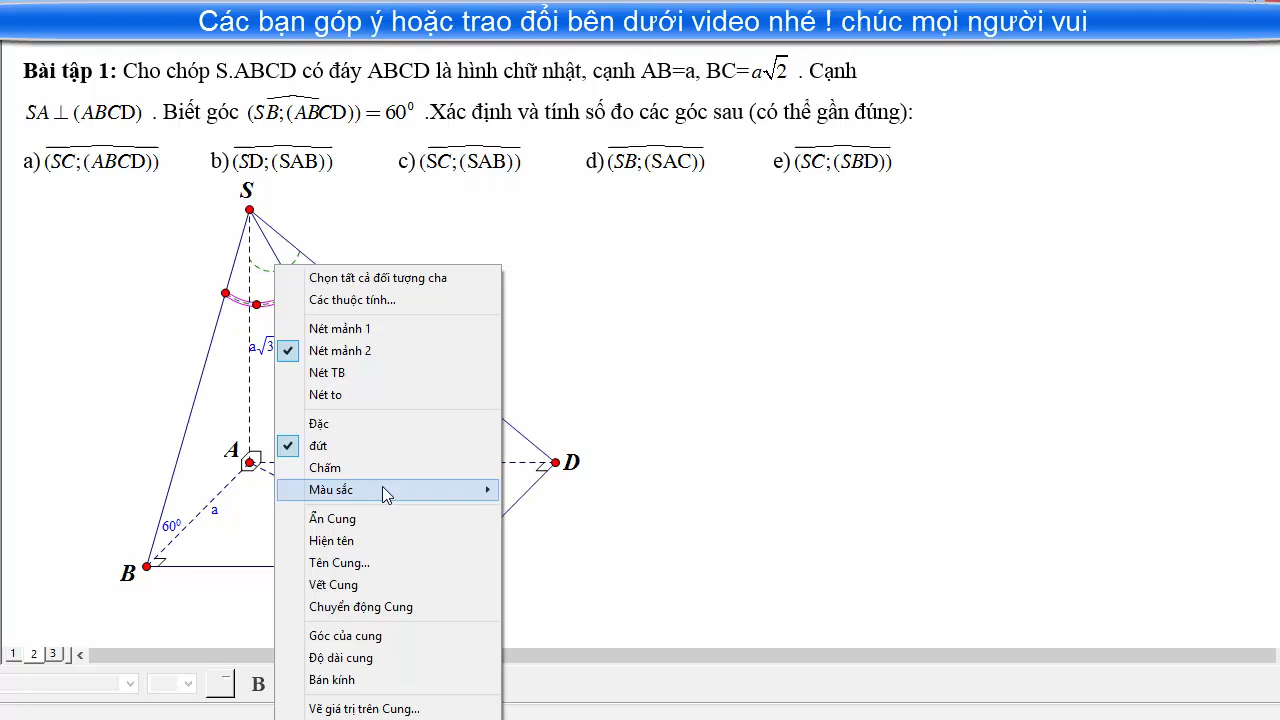 Các bạn góp ý hoặc trao đổi bên dưới video nhé ! chúc mọi người vui
Bài tập 1: Cho chóp S.ABCD có đáy ABCD là hình chữ nhật, cạnh AB=a, BC=a√2 . Cạnh
SA ⊥ (ABCD) . Biết góc (SB;(ABCD)) = 60⁰ .Xác định và tính số đo các góc sau (có thể gần đúng):
a) (SC;(ABCD)) b) (SD;(SAB)) c) (SC;(SAB)) d) (SB;(SAC)) e) (SC;(SBD))
S
Chọn tất cả đối tượng cha
Các thuộc tính...
Nét mảnh 1
a√3
Nét mảnh 2
Nét TB
Nét to
Đặc
đứt
A
D
Chấm
Màu sắc
a
60⁰
Ẩn Cung
Hiện tên
B
Tên Cung...
Vết Cung
Chuyển động Cung
Góc của cung
1 2 3 <
Độ dài cung
Bán kính
B
Vẽ giá trị trên Cung...